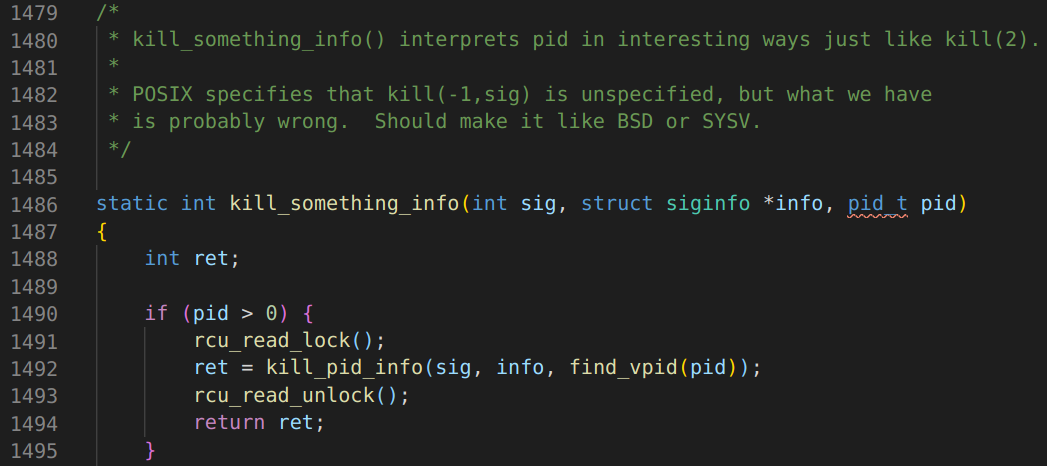 1479 /*
1480  * kill_something_info() interprets pid in interesting ways just like kill(2).
1481  *
1482  * POSIX specifies that kill(-1,sig) is unspecified, but what we have
1483  * is probably wrong.  Should make it like BSD or SYSV.
1484  */
1485
1486 static int kill_something_info(int sig, struct siginfo *info, pid_t pid)
1487 {
1488     int ret;
1489
1490     if (pid > 0) {
1491         rcu_read_lock();
1492         ret = kill_pid_info(sig, info, find_vpid(pid));
1493         rcu_read_unlock();
1494         return ret;
1495     }